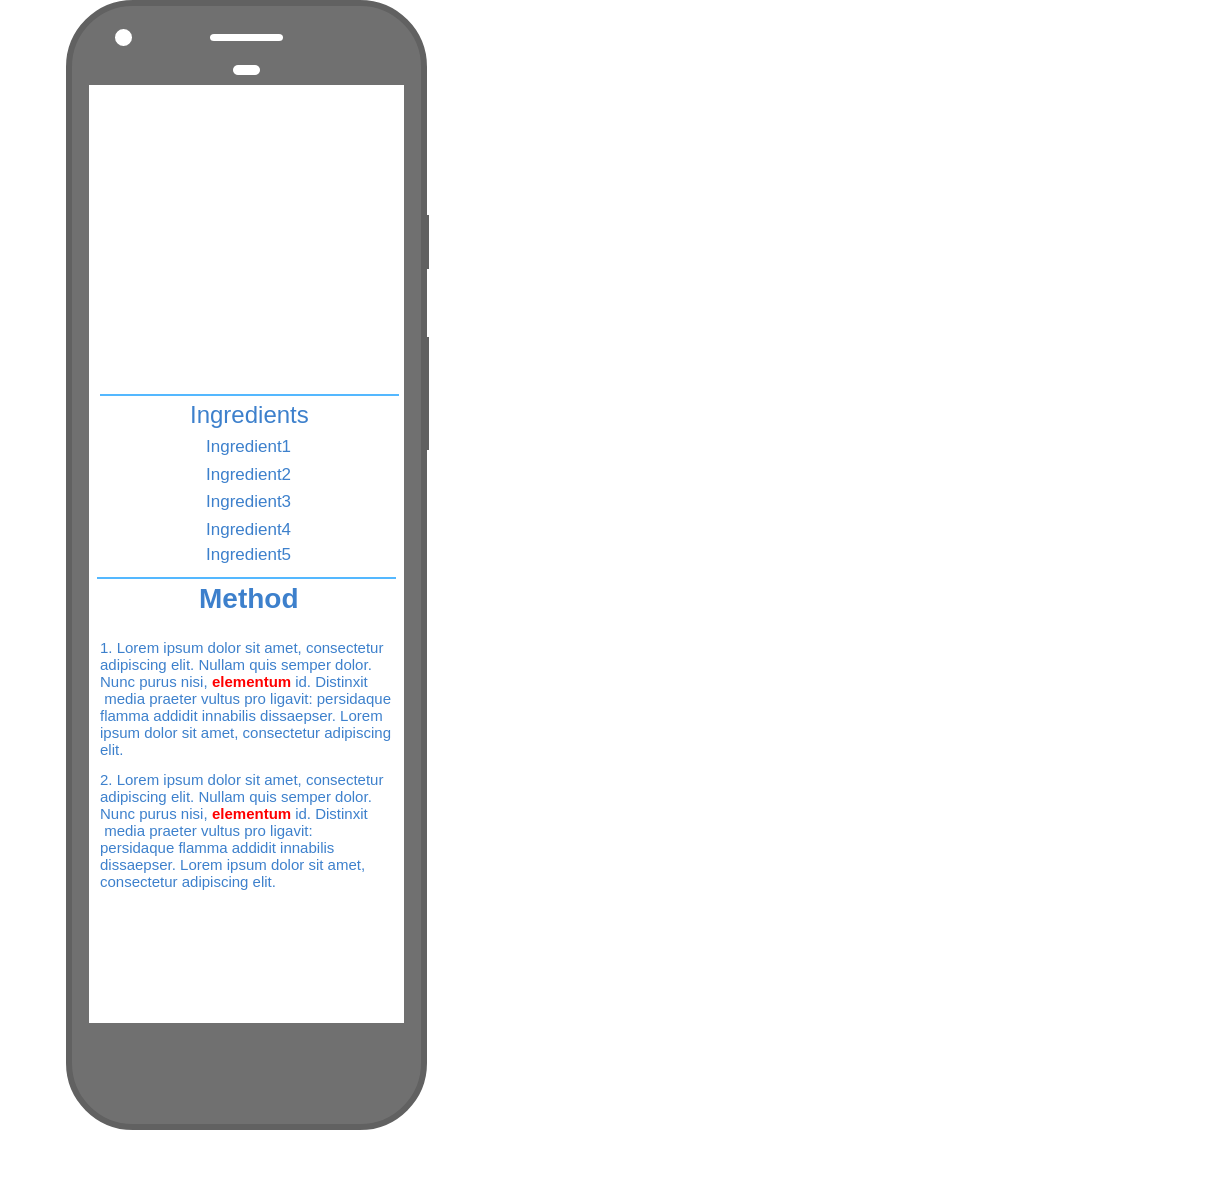 Ingredients
Ingredient1
Ingredient2
Ingredient3
Ingredient4
Ingredient5
Method
1. Lorem ipsum dolor sit amet, consectetur
adipiscing elit. Nullam quis semper dolor.
Nunc purus nisi, elementum id. Distinxit
media praeter vultus pro ligavit: persidaque
flamma addidit innabilis dissaepser. Lorem
ipsum dolor sit amet, consectetur adipiscing
elit.
2. Lorem ipsum dolor sit amet, consectetur
adipiscing elit. Nullam quis semper dolor.
Nunc purus nisi, elementum id. Distinxit
media praeter vultus pro ligavit:
persidaque flamma addidit innabilis
dissaepser. Lorem ipsum dolor sit amet,
consectetur adipiscing elit.